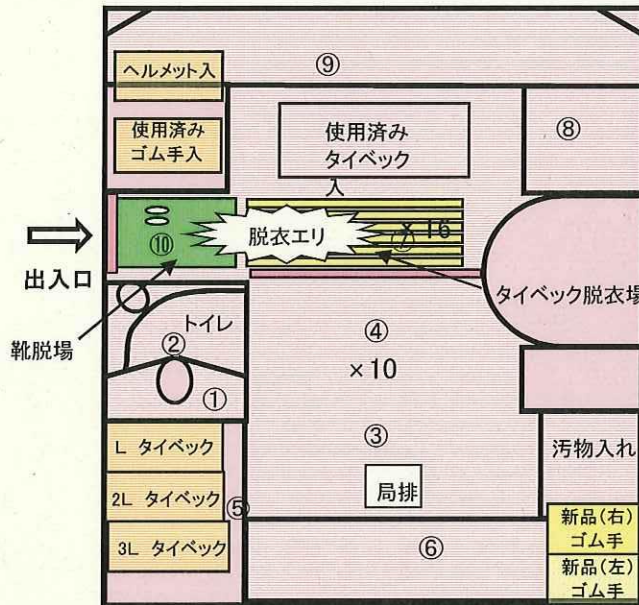 ⑨
ヘルメット入
使用済み
ゴム手入
使用済み
タイベック
入
⑧
出入口
⑩
脱衣エリ
⑦
×16
タイベック脱衣場
靴脱場
トイレ
②
①
④
×10
③
局排
L タイベック
2L タイベック
3L タイベック
⑤
⑥
汚物入れ
新品(右)
ゴム手
新品(左)
ゴム手